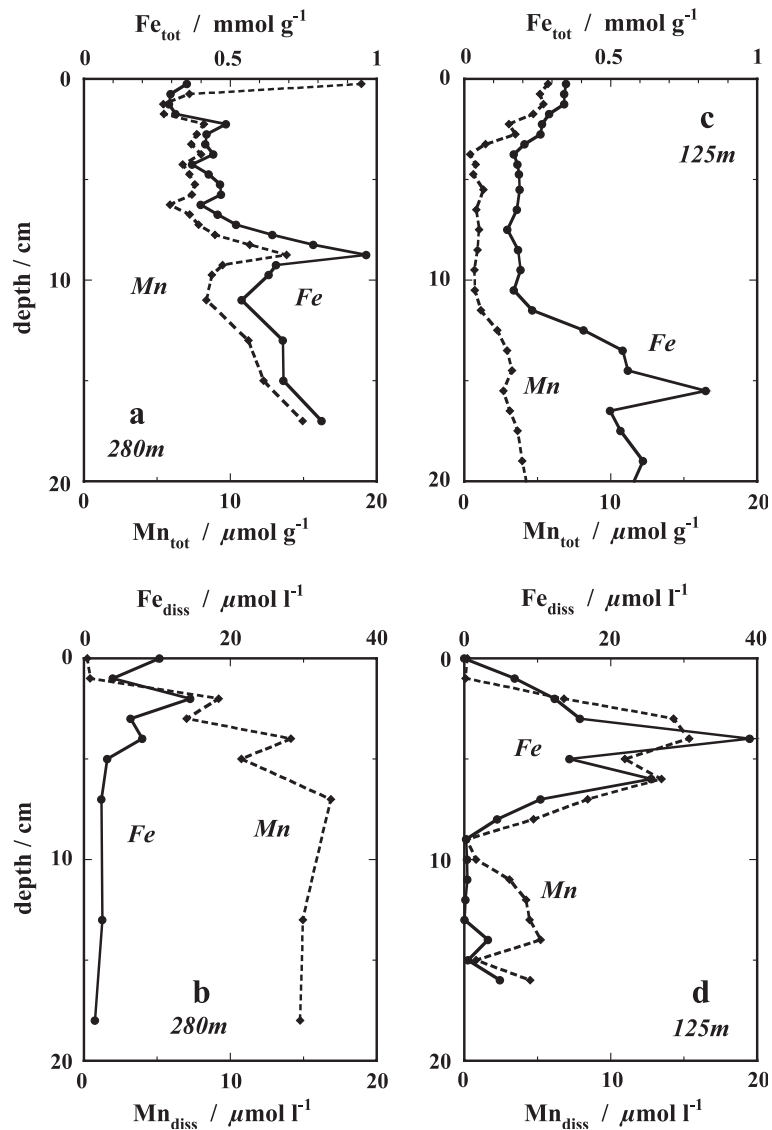 Fe_tot / mmol g^-1
0 0.5 1
0
10
20
depth / cm
Mn
Fe
a
280m
0 10 20
Mn_tot / µmol g^-1
Fe_tot / mmol g^-1
0 0.5 1
c
125m
Fe
Mn
0 10 20
Mn_tot / µmol g^-1
Fe_diss / µmol l^-1
0 20 40
0
10
20
depth / cm
Fe
Mn
b
280m
0 10 20
Mn_diss / µmol l^-1
Fe_diss / µmol l^-1
0 20 40
Fe
Mn
d
125m
0 10 20
Mn_diss / µmol l^-1